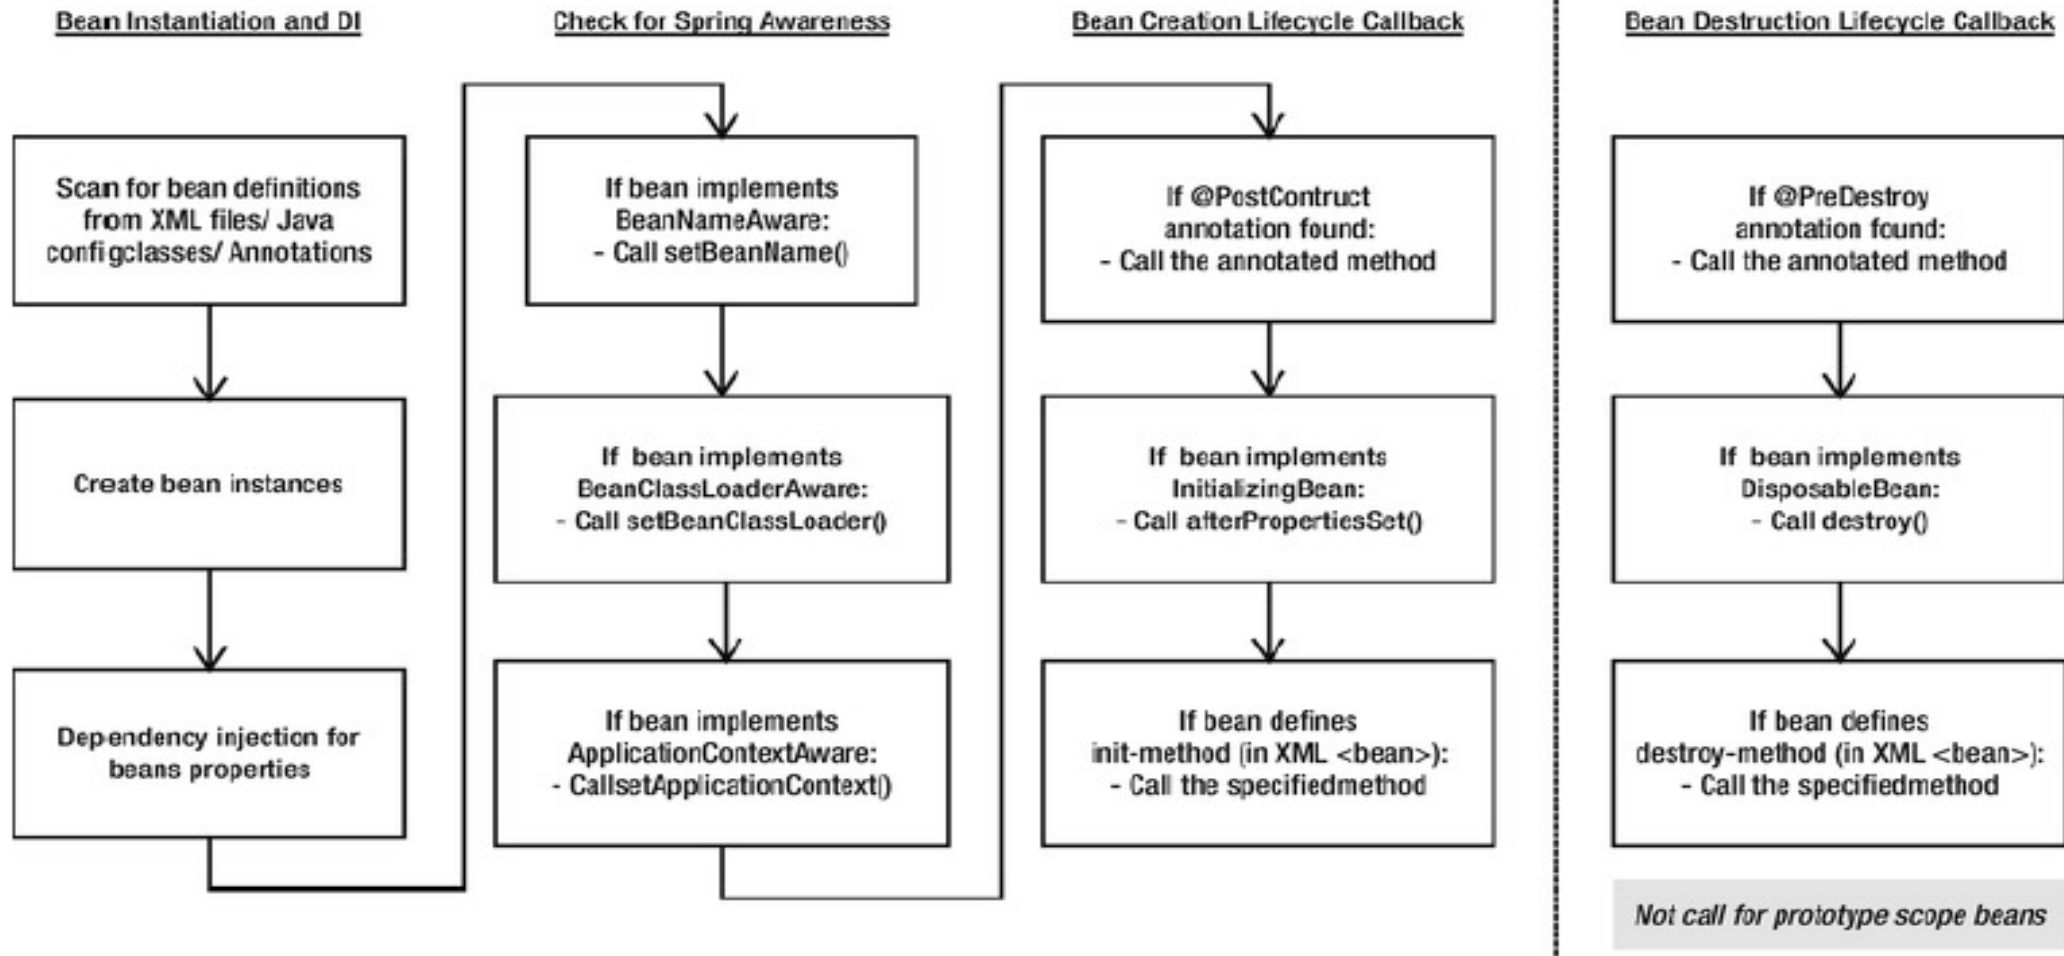 Bean Instantiation and DI
Scan for bean definitions
from XML files/ Java
configclasses/ Annotations
Create bean instances
Dependency injection for
beans properties
Check for Spring Awareness
If bean implements
BeanNameAware:
- Call setBeanName()
If bean implements
BeanClassLoaderAware:
- Call setBeanClassLoader()
If bean implements
ApplicationContextAware:
- CallsetApplicationContext()
Bean Creation Lifecycle Callback
If @PostContruct
annotation found:
- Call the annotated method
If bean implements
InitializingBean:
- Call afterPropertiesSet()
If bean defines
init-method (in XML <bean>):
- Call the specifiedmethod
Bean Destruction Lifecycle Callback
If @PreDestroy
annotation found:
- Call the annotated method
If bean implements
DisposableBean:
- Call destroy()
If bean defines
destroy-method (in XML <bean>):
- Call the specifiedmethod
Not call for prototype scope beans